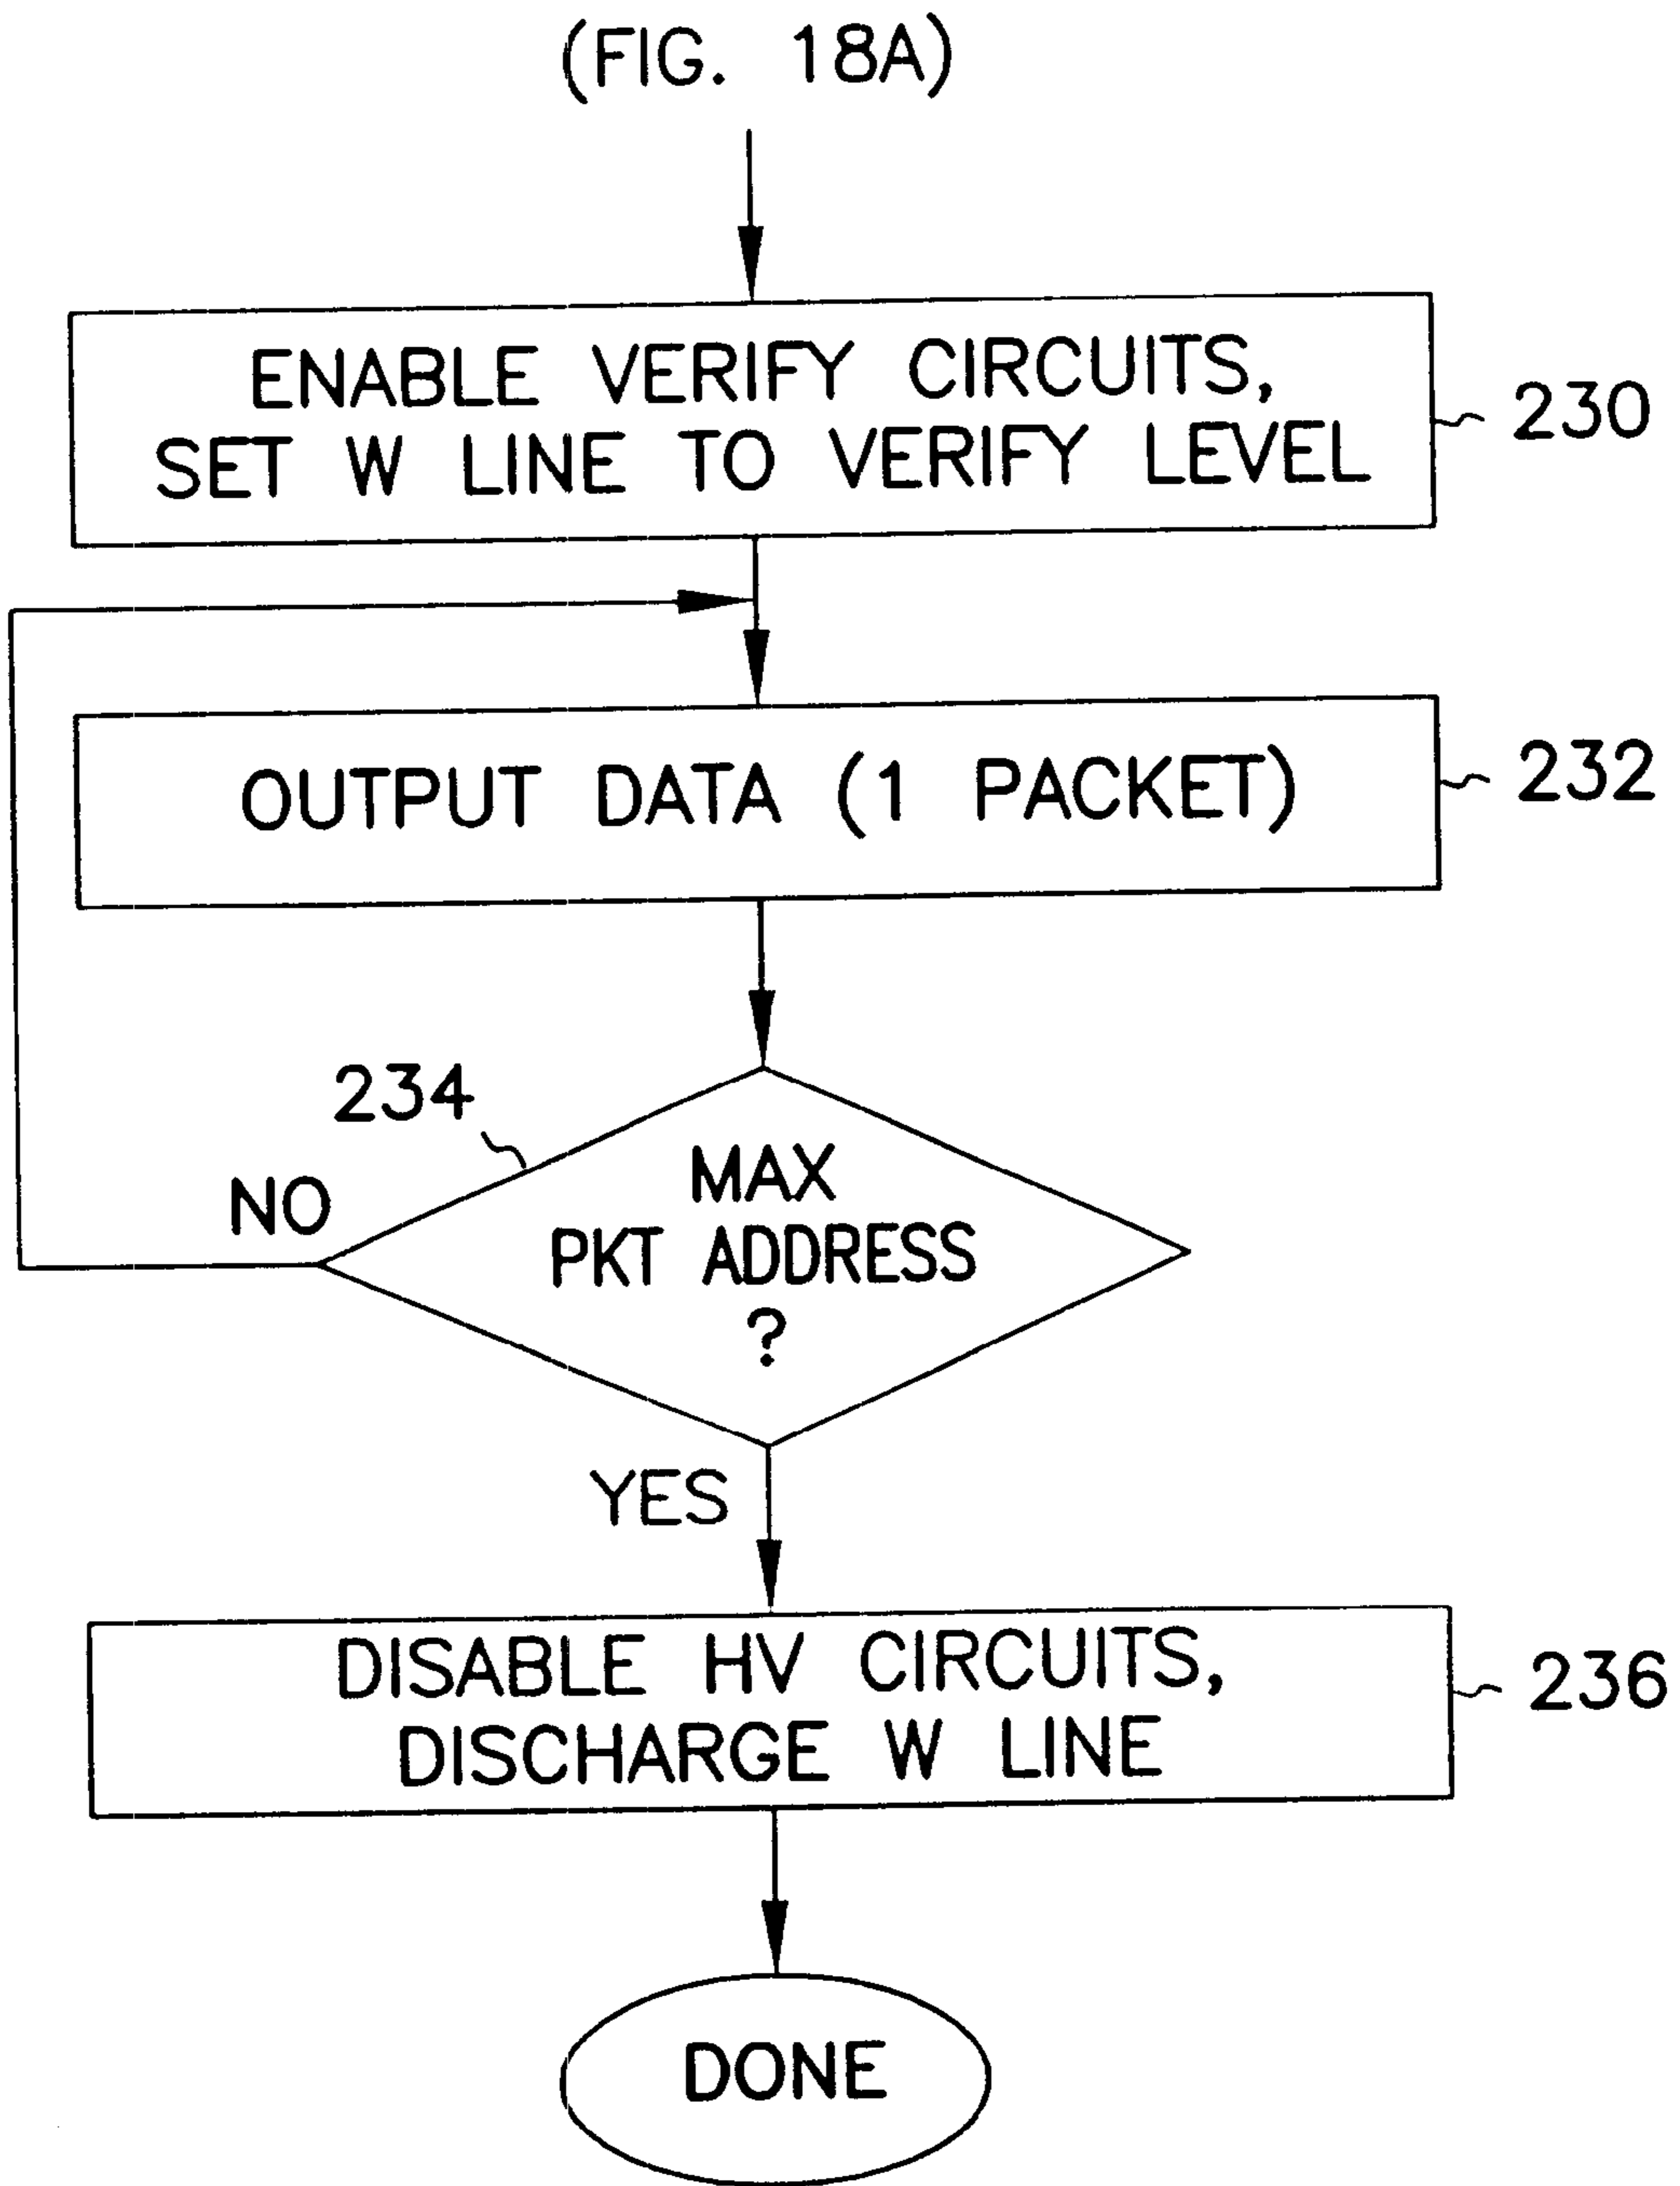 (FIG. 18A)
ENABLE VERIFY CIRCUITS,
SET W LINE TO VERIFY LEVEL
230
OUTPUT DATA (1 PACKET)
232
234
NO
MAX
PKT ADDRESS
?
YES
DISABLE HV CIRCUITS,
DISCHARGE W LINE
236
DONE